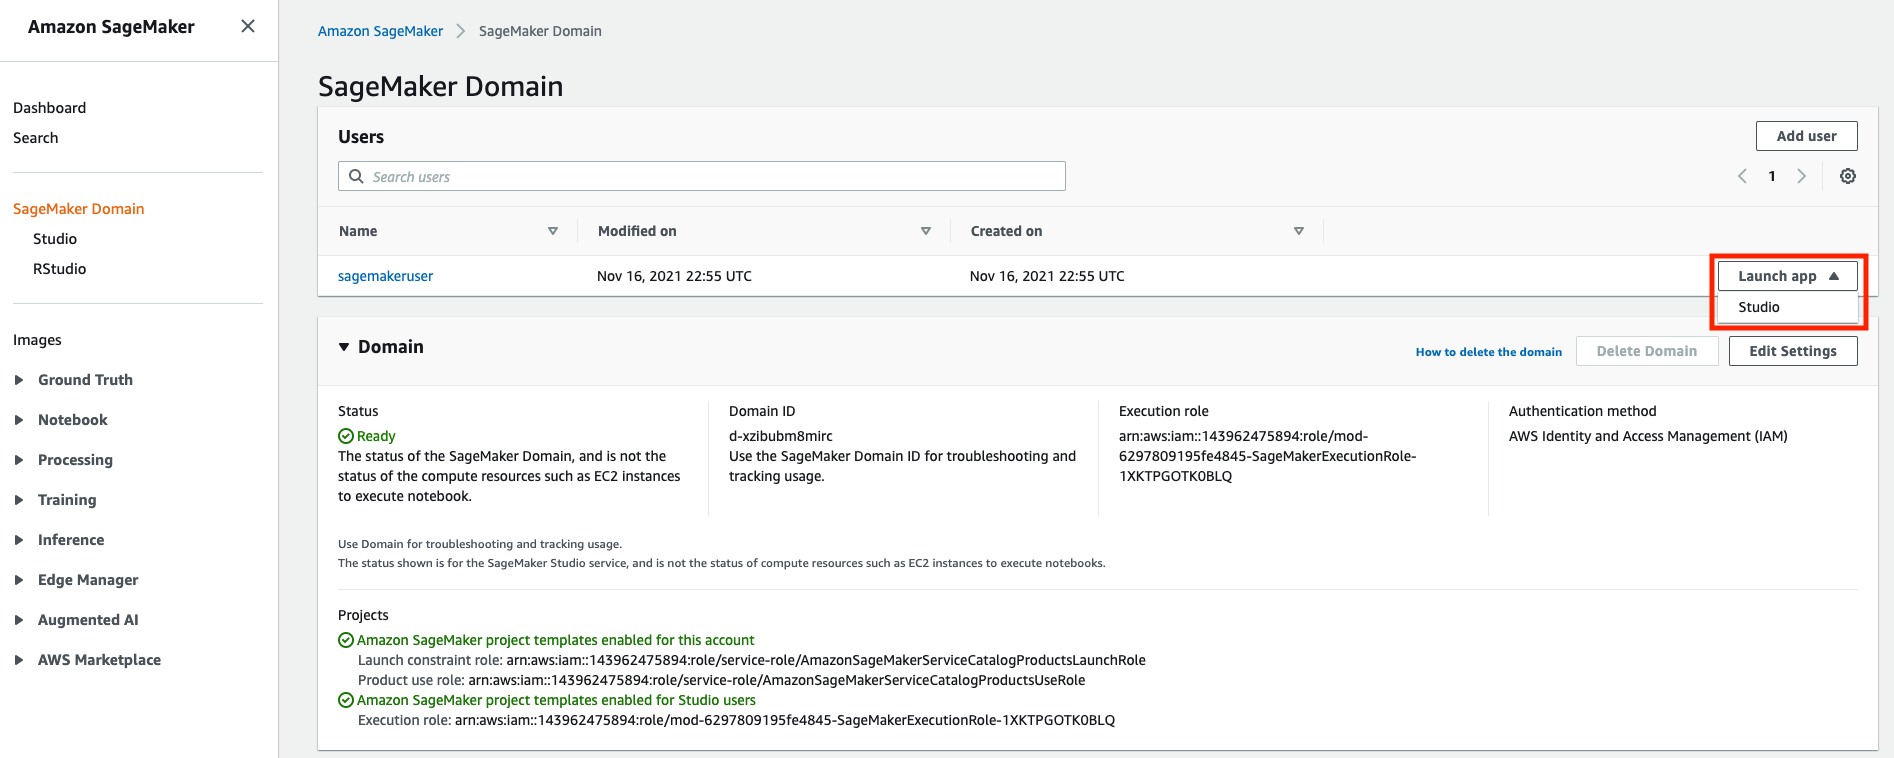 Amazon SageMaker
Dashboard
Search
SageMaker Domain
Studio
RStudio
Images
Ground Truth
Notebook
Processing
Training
Inference
Edge Manager
Augmented AI
AWS Marketplace
Amazon SageMaker > SageMaker Domain
SageMaker Domain
Users
Add user
Search users
1
Name Modified on Created on
sagemakeruser Nov 16, 2021 22:55 UTC Nov 16, 2021 22:55 UTC Launch app
Studio
Domain
How to delete the domain Delete Domain Edit Settings
Status
Ready
The status of the SageMaker Domain, and is not the
status of the compute resources such as EC2 instances
to execute notebook.
Domain ID
d-xzibubm8mirc
Use the SageMaker Domain ID for troubleshooting and
tracking usage.
Execution role
arn:aws:iam::143962475894:role/mod-
6297809195fe4845-SageMakerExecutionRole-
1XKTPGOTK0BLQ
Authentication method
AWS Identity and Access Management (IAM)
Use Domain for troubleshooting and tracking usage.
The status shown is for the SageMaker Studio service, and is not the status of compute resources such as EC2 instances to execute notebooks.
Projects
Amazon SageMaker project templates enabled for this account
Launch constraint role: arn:aws:iam::143962475894:role/service-role/AmazonSageMakerServiceCatalogProductsLaunchRole
Product use role: arn:aws:iam::143962475894:role/service-role/AmazonSageMakerServiceCatalogProductsUseRole
Amazon SageMaker project templates enabled for Studio users
Execution role: arn:aws:iam::143962475894:role/mod-6297809195fe4845-SageMakerExecutionRole-1XKTPGOTK0BLQ